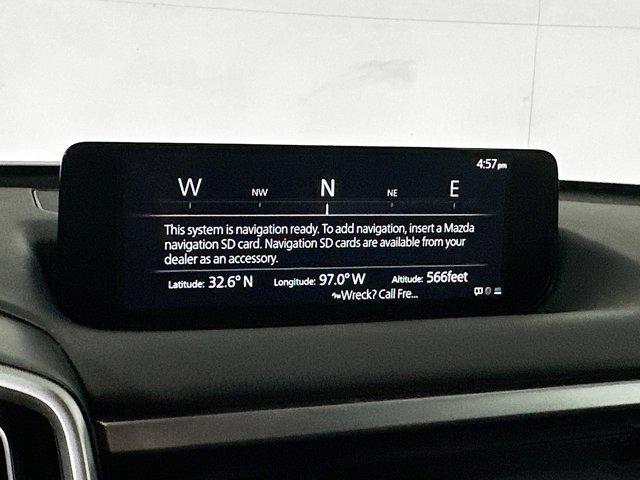 4:57pm
W NW N NE E
This system is navigation ready. To add navigation, insert a Mazda
navigation SD card. Navigation SD cards are available from your
dealer as an accessory.
Latitude: 32.6° N Longitude: 97.0° W Altitude: 566feet
Wreck? Call Fre...